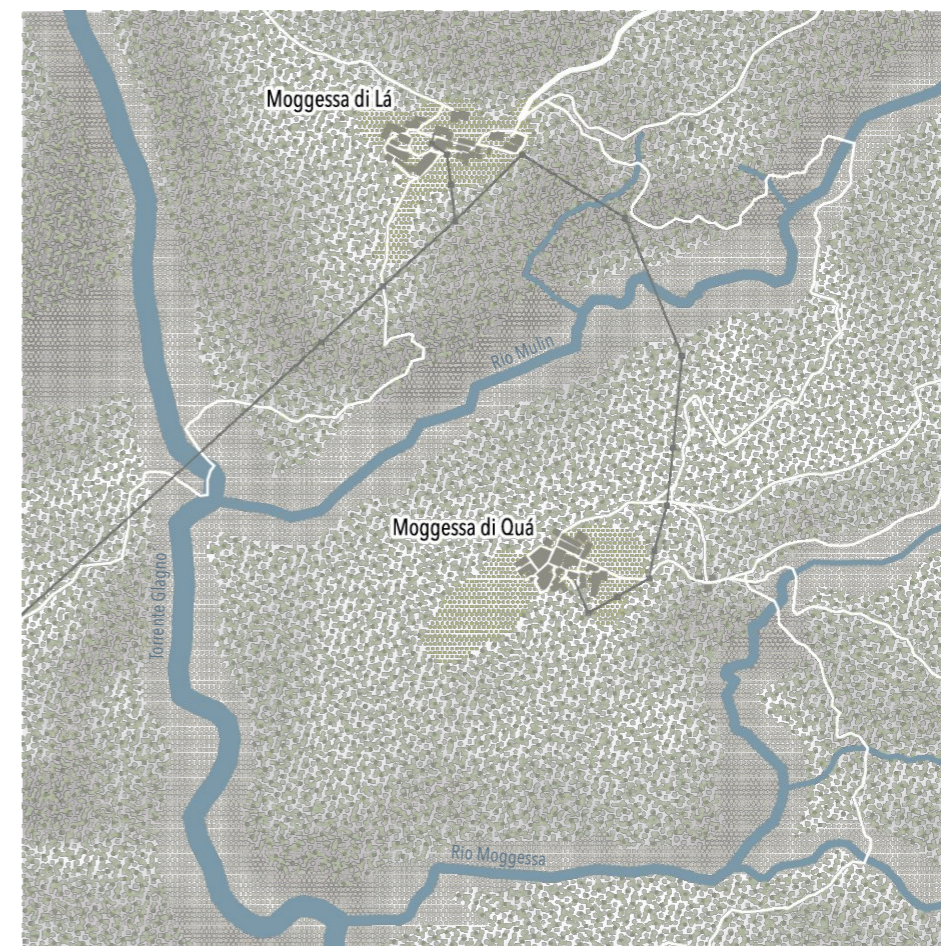 Moggessa di Lá
Rio Mulin
Moggessa di Quá
Torrente Glagno
Rio Moggessa